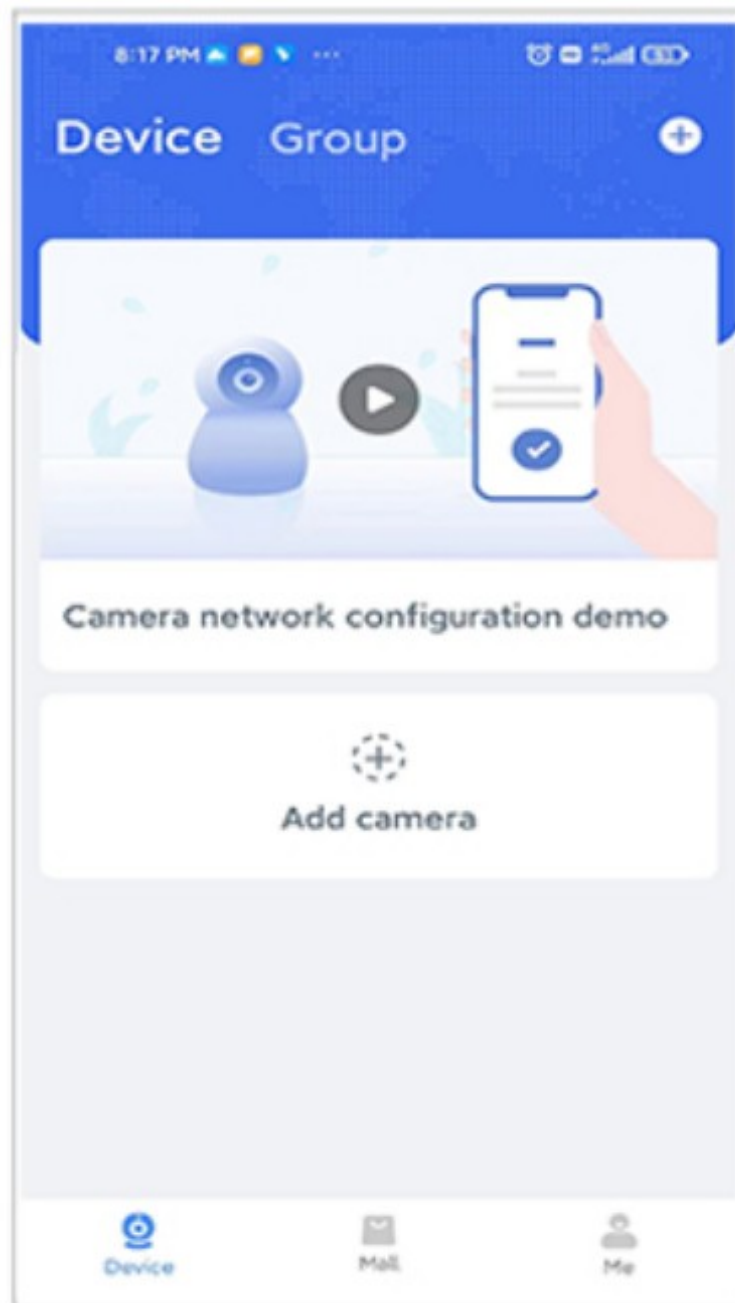 8:17 PM
Device Group
Camera network configuration demo
Add camera
Device Mall Me